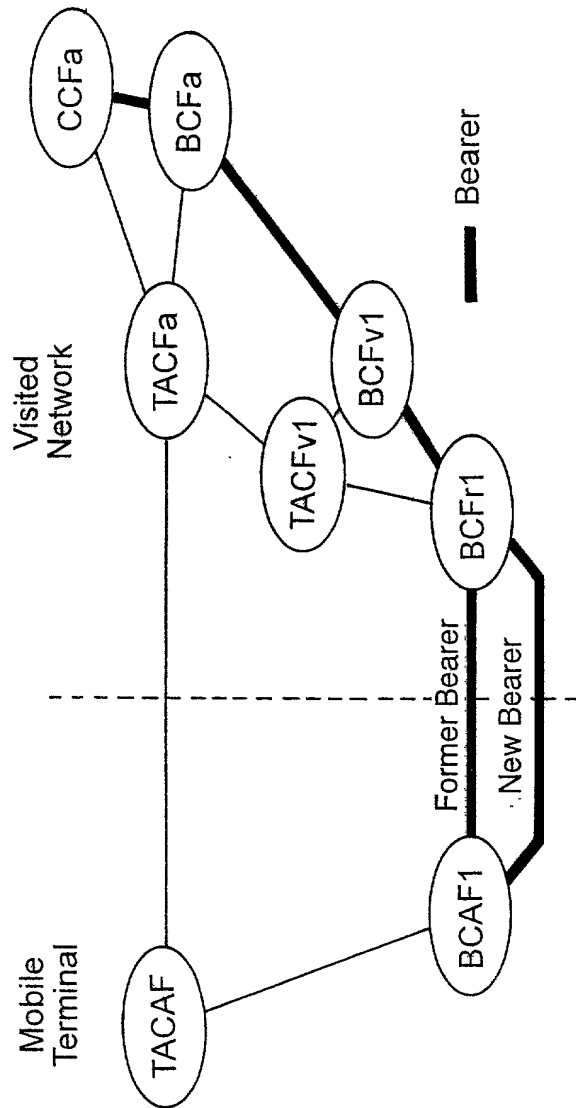 Mobile
Terminal
Visited
Network
TACAF
TACFa
CCFa
BCFa
TACFv1
BCFv1
BCAF1
Former Bearer
New Bearer
BCFr1
Bearer